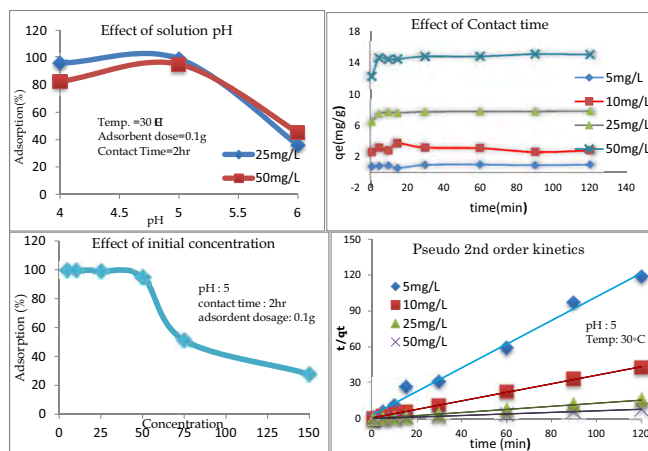 Effect of solution pH
120
100
80
60
40
20
0
Adsorption(%)
Temp. =30
Adsorbent dose=0.1g
Contact Time=2hr
25mg/L
50mg/L
4
4.5
5
5.5
6
pH
Effect of Contact time
18
14
10
6
2
qe(mg/g)
5mg/L
10mg/L
25mg/L
50mg/L
0
20
40
60
80
100
120
140
time(min)
Effect of initial concentration
120
100
80
60
40
20
0
Adsorption (%)
pH : 5
contact time : 2hr
adsordent dosage: 0.1g
0
25
50
75
100
125
150
Concentration
Pseudo 2nd order kinetics
150
120
90
60
30
0
t/qt
5mg/L
10mg/L
25mg/L
50mg/L
pH : 5
Temp: 30◦C
0
20
40
60
80
100
120
time (min)